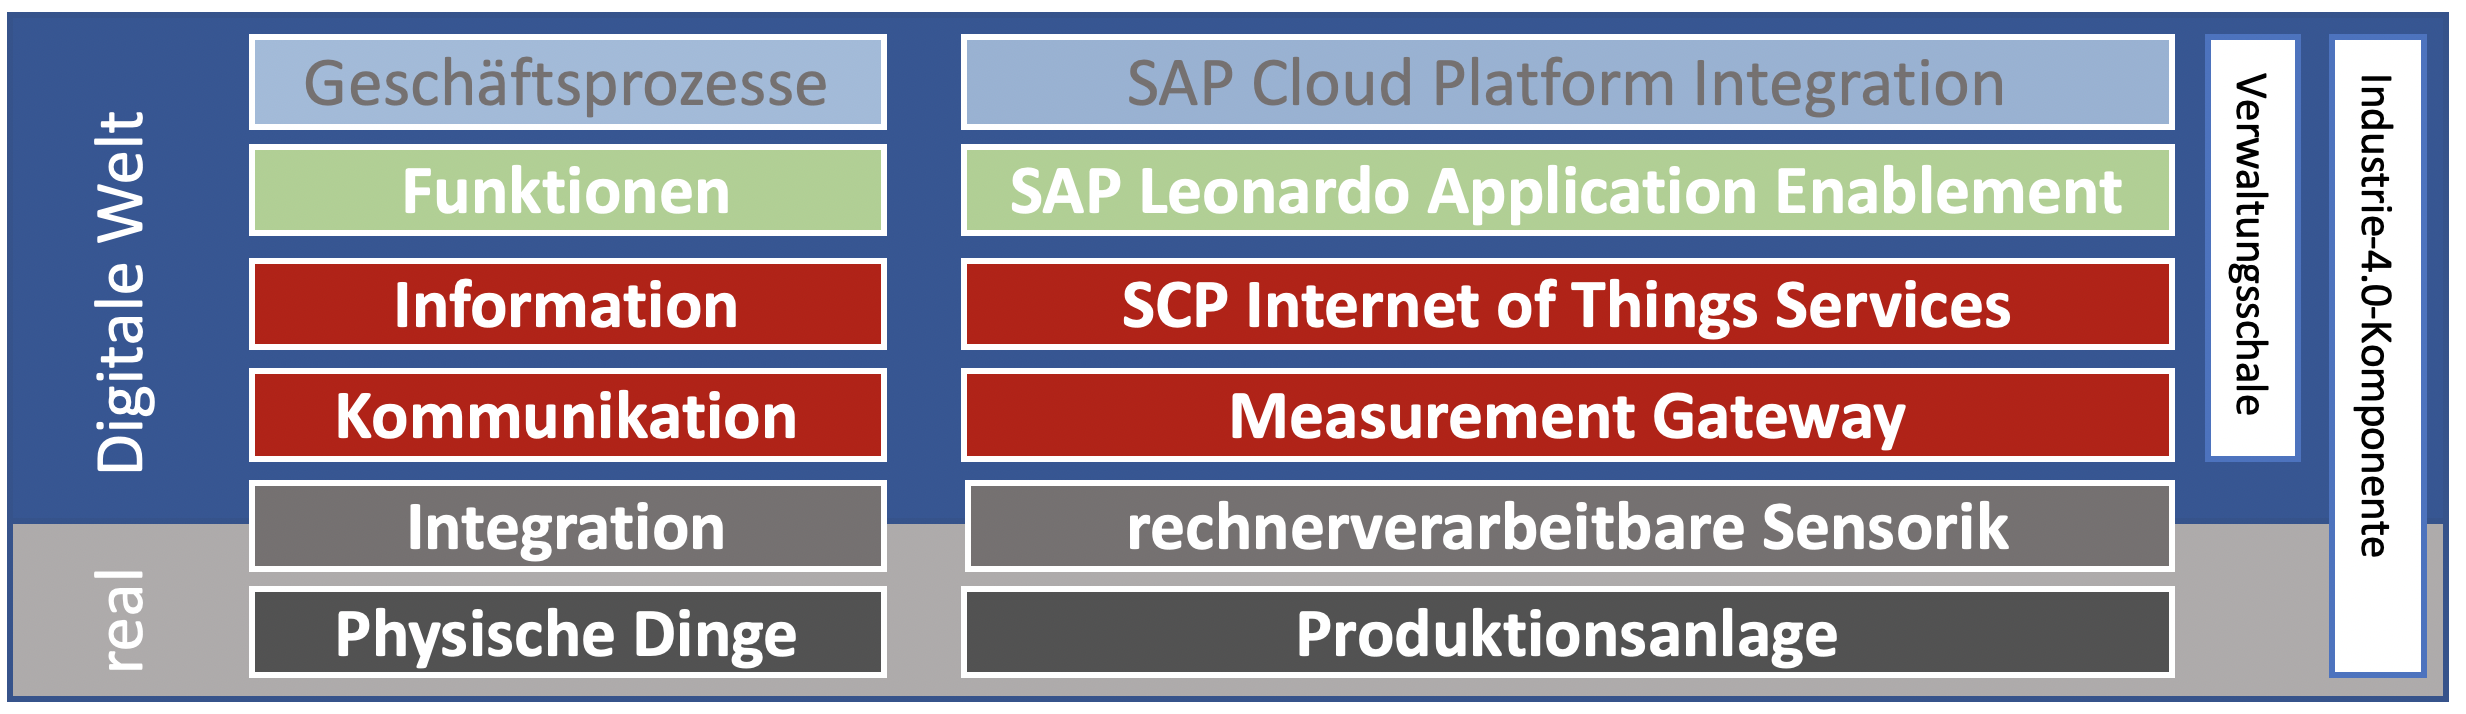 Digitale Welt
real
Geschäftsprozesse
SAP Cloud Platform Integration
Funktionen
SAP Leonardo Application Enablement
Information
SCP Internet of Things Services
Kommunikation
Measurement Gateway
Integration
rechnerverarbeitbare Sensorik
Physische Dinge
Produktionsanlage
Verwaltungsschale
Industrie-4.0-Komponente